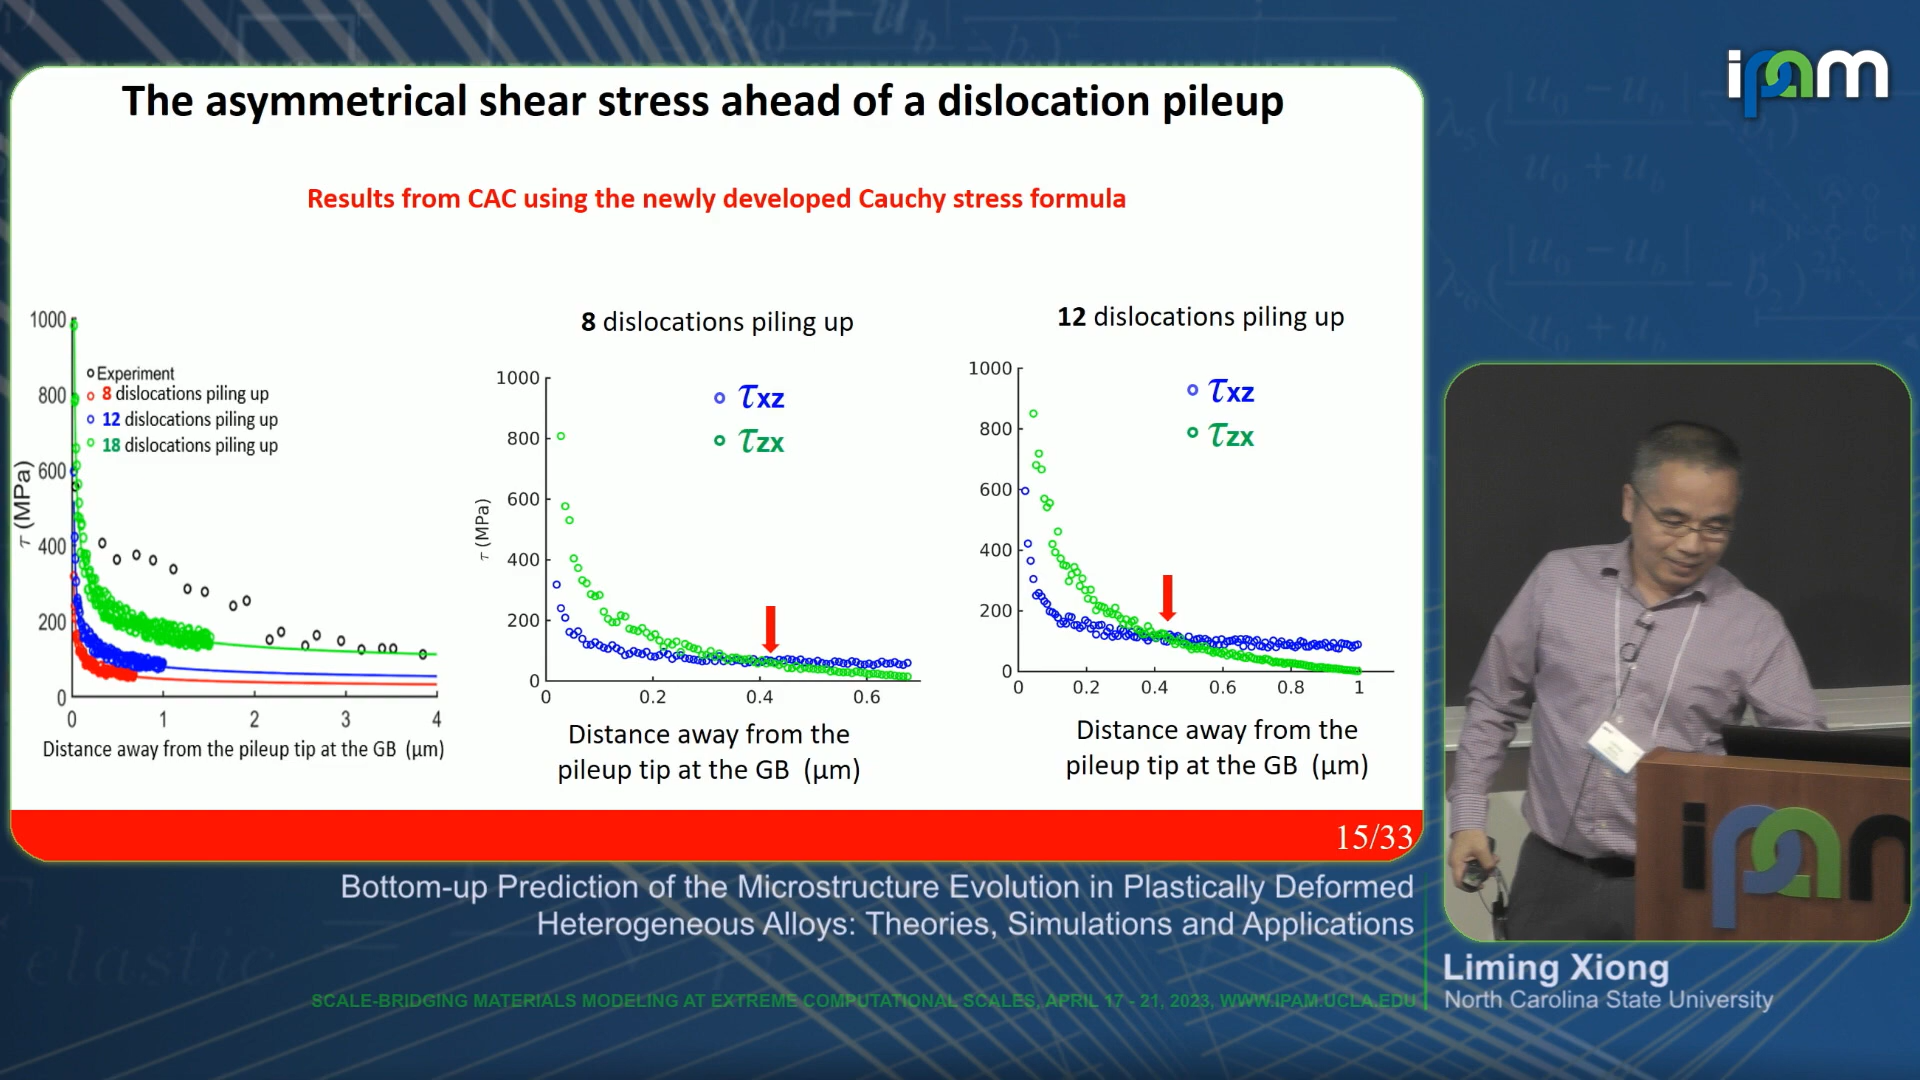 ipam
The asymmetrical shear stress ahead of a dislocation pileup
Results from CAC using the newly developed Cauchy stress formula
1000
800
600
400
200
0
τ (MPa)
Experiment
8 dislocations piling up
12 dislocations piling up
18 dislocations piling up
0 1 2 3 4
Distance away from the pileup tip at the GB (μm)
8 dislocations piling up
1000
800
600
400
200
0
τ (MPa)
τxz
τzx
0 0.2 0.4 0.6
Distance away from the
pileup tip at the GB (μm)
12 dislocations piling up
1000
800
600
400
200
0
τxz
τzx
0 0.2 0.4 0.6 0.8 1
Distance away from the
pileup tip at the GB (μm)
15/33
Bottom-up Prediction of the Microstructure Evolution in Plastically Deformed
Heterogeneous Alloys: Theories, Simulations and Applications
Liming Xiong
North Carolina State University
SCALE-BRIDGING MATERIALS MODELING AT EXTREME COMPUTATIONAL SCALES, APRIL 17 - 21, 2023, WWW.IPAM.UCLA.EDU
ipam
elastic